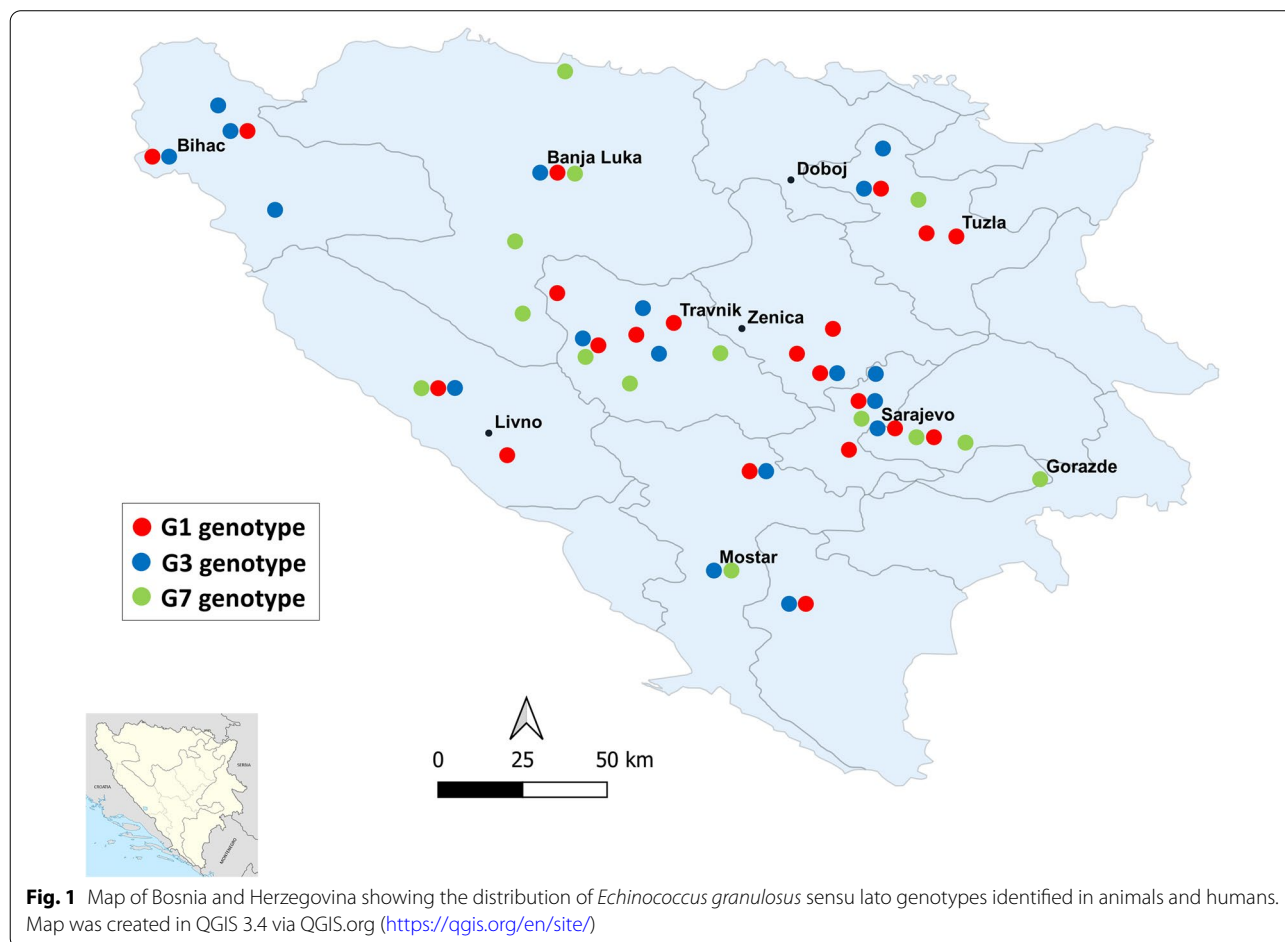 Bihac
Banja Luka
Doboj
Tuzla
Travnik
Zenica
Sarajevo
Livno
Gorazde
Mostar
G1 genotype
G3 genotype
G7 genotype
0 25 50 km
CROATIA
SERBIA
MONTENEGRO
Fig. 1 Map of Bosnia and Herzegovina showing the distribution of Echinococcus granulosus sensu lato genotypes identified in animals and humans.
Map was created in QGIS 3.4 via QGIS.org (https://qgis.org/en/site/)